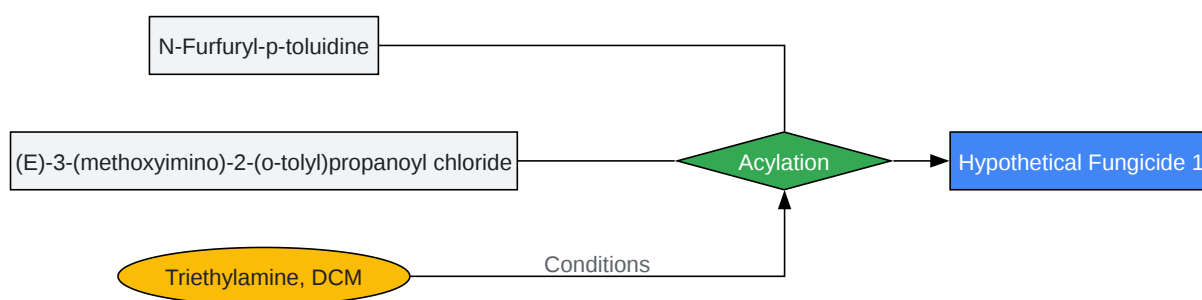 N-Furfuryl-p-toluidine
(E)-3-(methoxyimino)-2-(o-tolyl)propanoyl chloride
Acylation
Hypothetical Fungicide 1
Triethylamine, DCM
Conditions